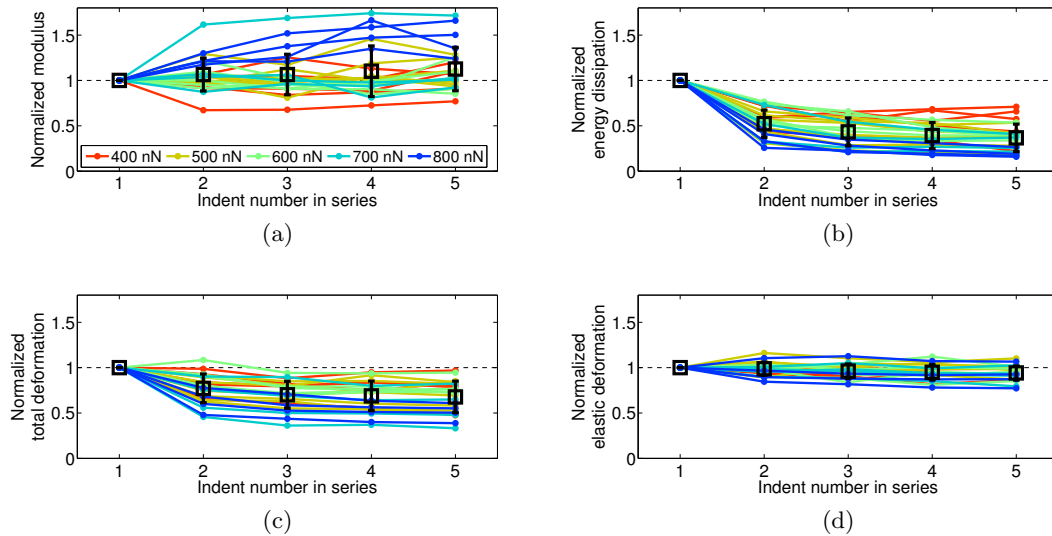 Normalized modulus
1.5
1
0.5
0
400 nN 500 nN 600 nN 700 nN 800 nN
1 2 3 4 5
Indent number in series
(a)
Normalized
energy dissipation
1.5
1
0.5
0
1 2 3 4 5
Indent number in series
(b)
Normalized
total deformation
1.5
1
0.5
0
1 2 3 4 5
Indent number in series
(c)
Normalized
elastic deformation
1.5
1
0.5
0
1 2 3 4 5
Indent number in series
(d)